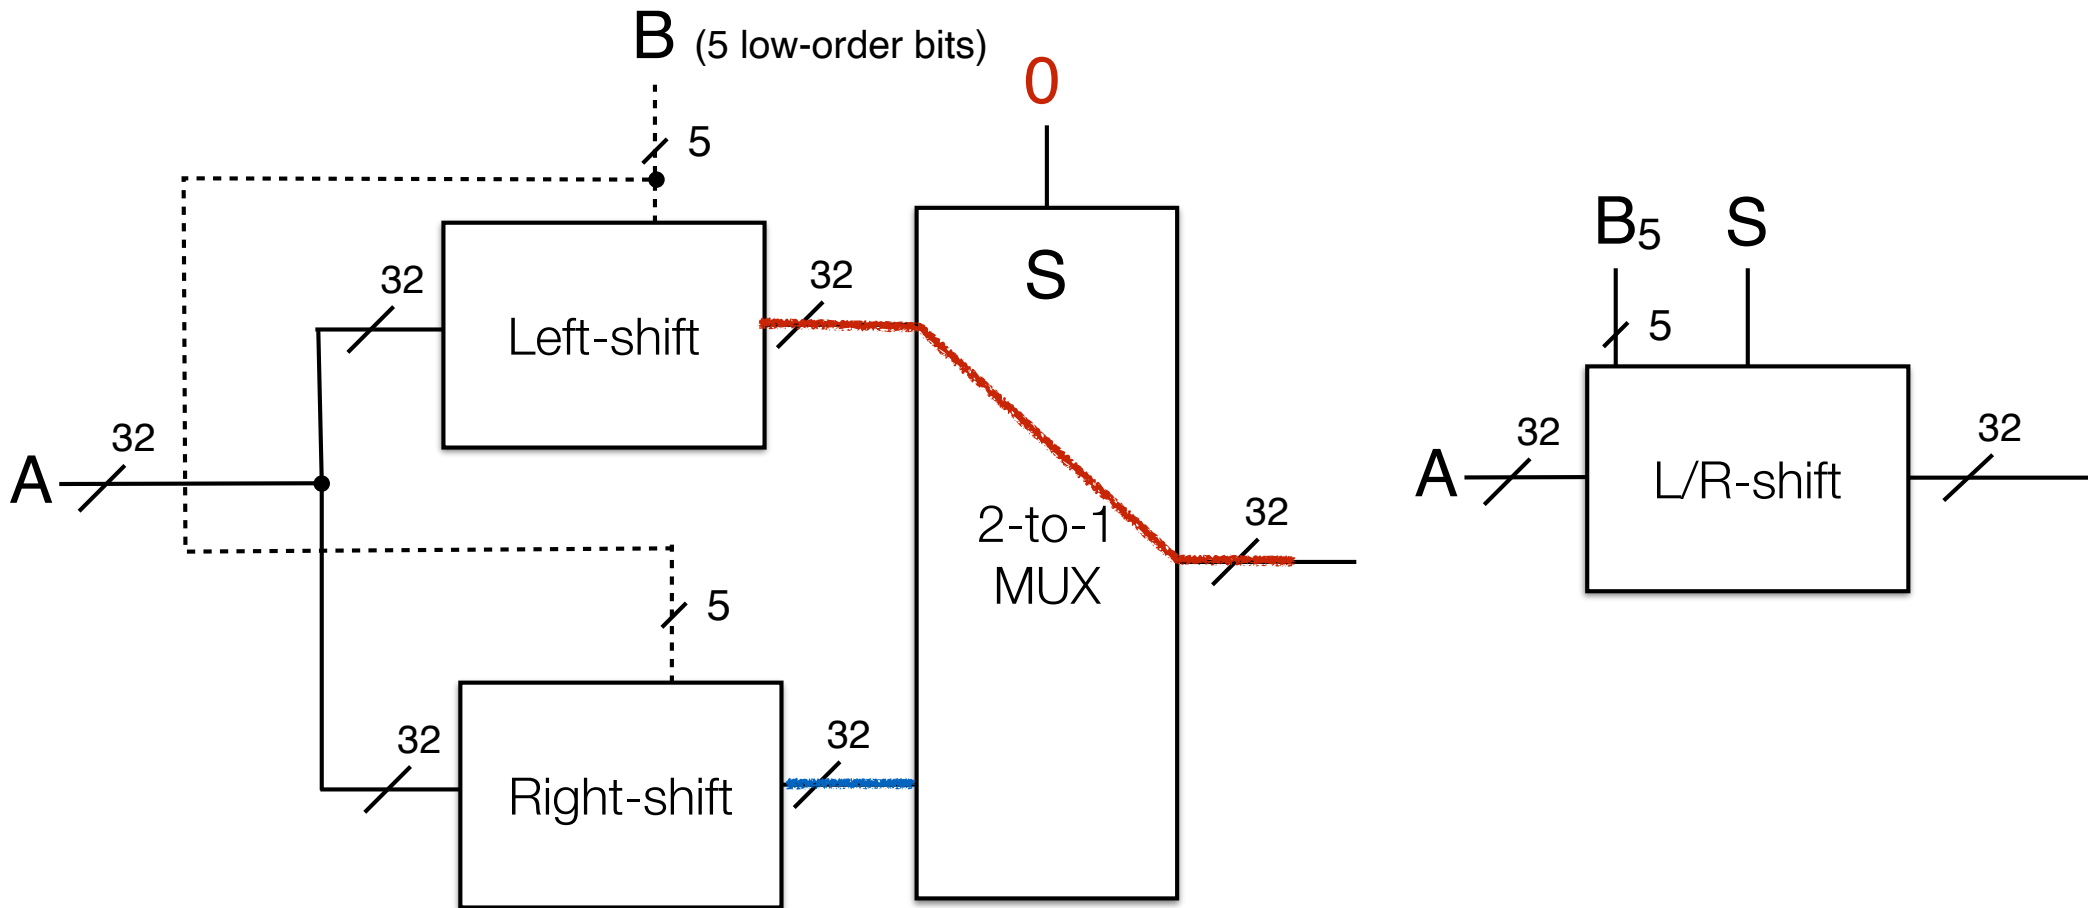 B (5 low-order bits)
0
5
B5 S
32
32
S
Left-shift
5
32
A
32
32
A
L/R-shift
2-to-1
MUX
32
5
32
32
Right-shift